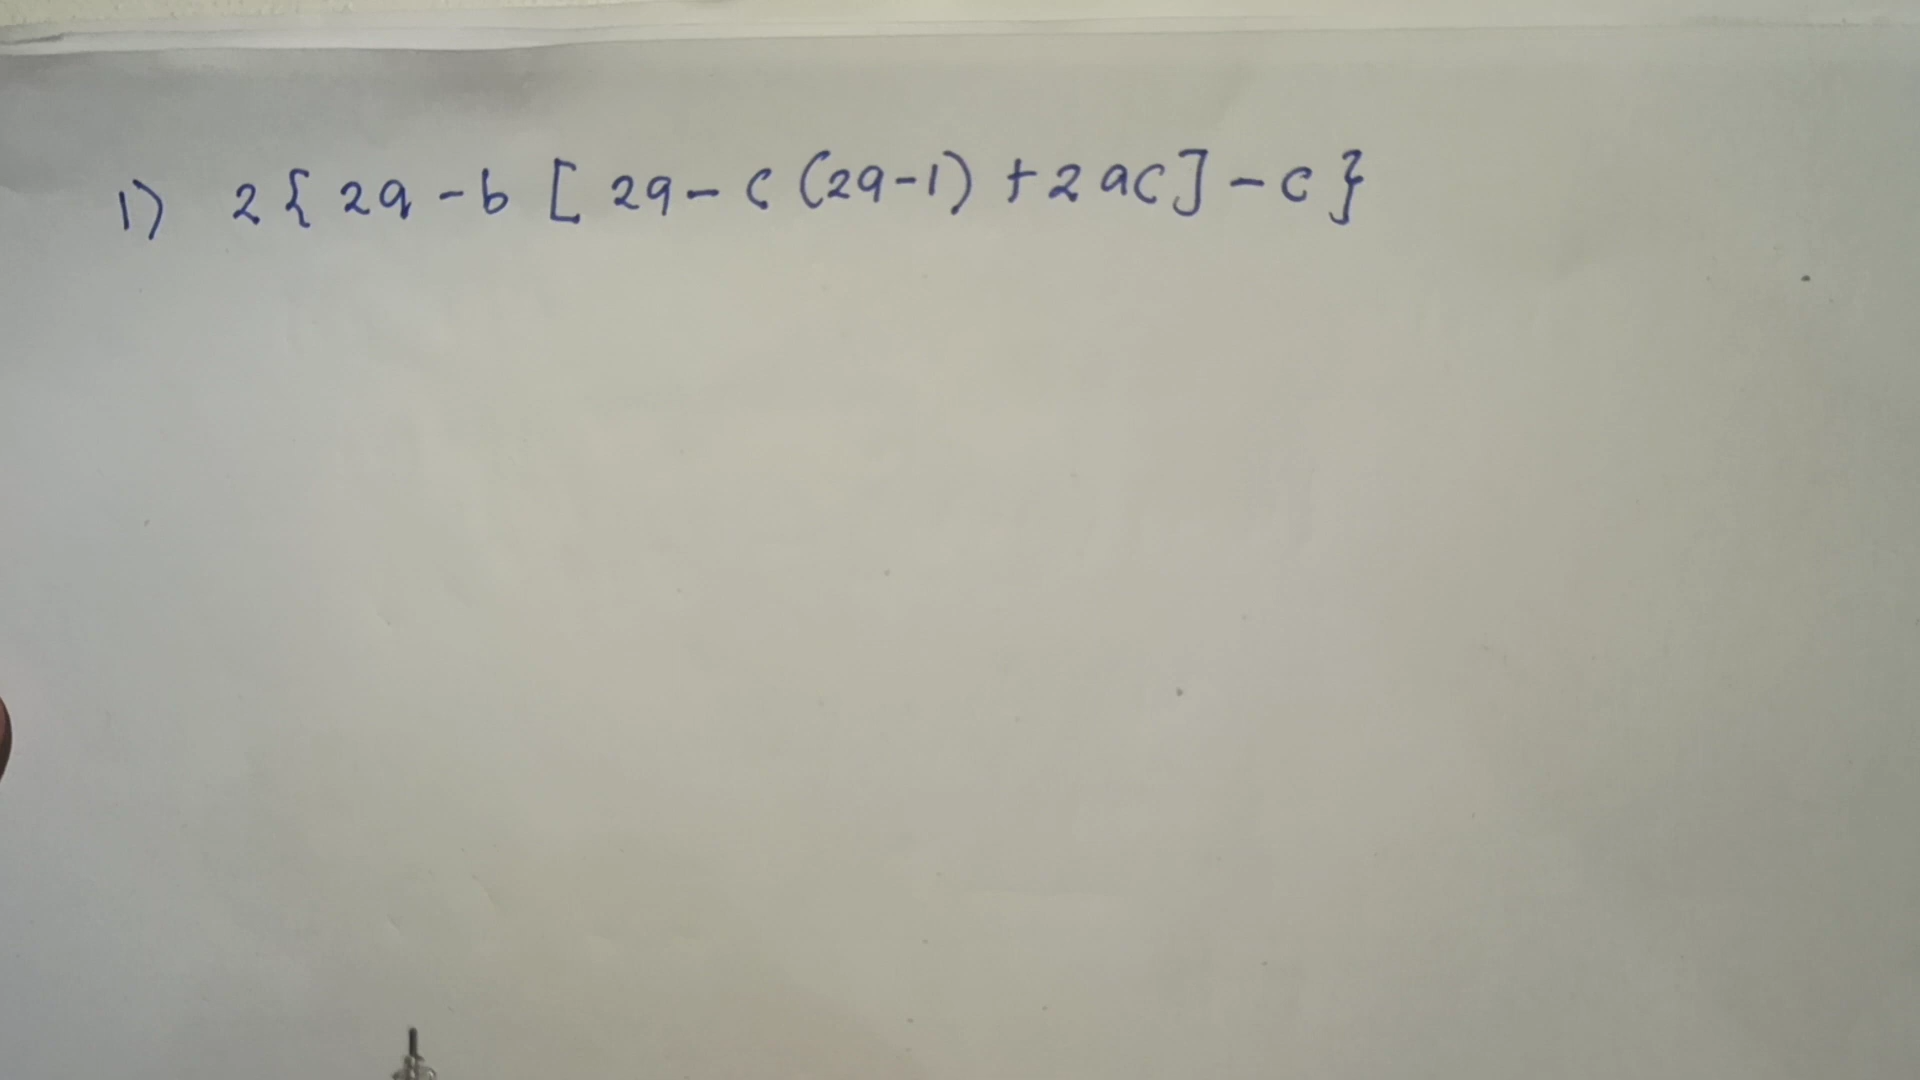 1) 2 { 2a - b [ 2a - c (2a-1) + 2ac] - c }